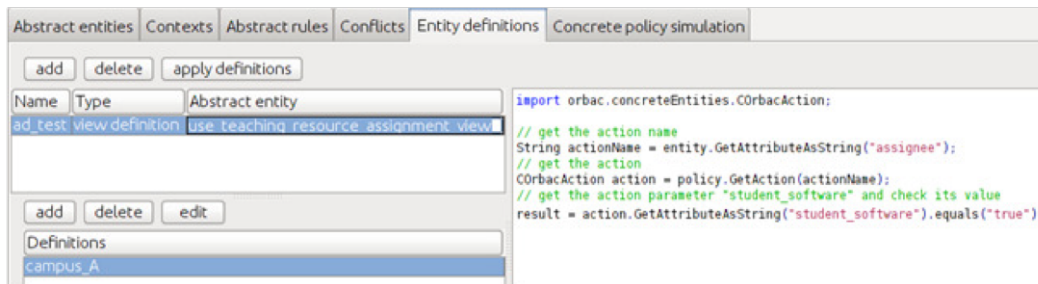 Abstract entities Contexts Abstract rules Conflicts Entity definitions Concrete policy simulation
add delete apply definitions
Name Type Abstract entity
ad_test view definition use_teaching_resource_assignment_view
add delete edit
Definitions
campus_A
import orbac.concreteEntities.COrbacAction;
// get the action name
String actionName = entity.GetAttributeAsString("assignee");
// get the action
COrbacAction action = policy.GetAction(actionName);
// get the action parameter "student_software" and check its value
result = action.GetAttributeAsString("student_software").equals("true")